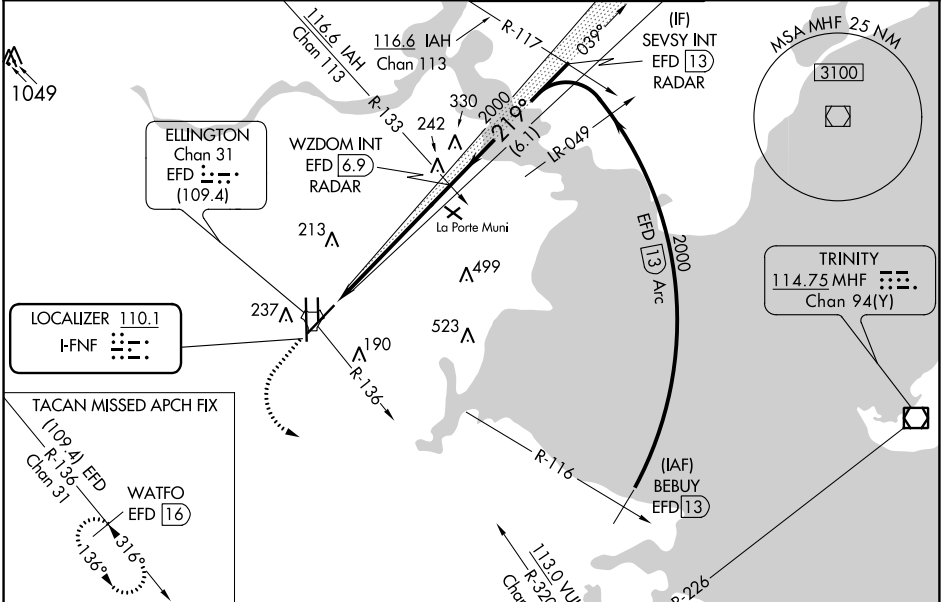 1049
116.6 IAH
Chan 113
R-133
116.6 IAH
Chan 113
R-117
039°
(IF)
SEVSY INT
EFD 13
RADAR
MSA MHF 25 NM
3100
ELLINGTON
Chan 31
EFD
(109.4)
WZDOM INT
EFD 6.9
RADAR
242
330
2000
219°
(6.1)
LR-049
La Porte Muni
213
499
EFD 13 Arc
2000
TRINITY
114.75 MHF
Chan 94(Y)
LOCALIZER 110.1
I-FNF
237
190
523
R-136
TACAN MISSED APCH FIX
(109.4) EFD
R-136
Chan 31
WATFO
EFD 16
316°
136°
R-116
(IAF)
BEBUY
EFD 13
113.0
R-320
R-226